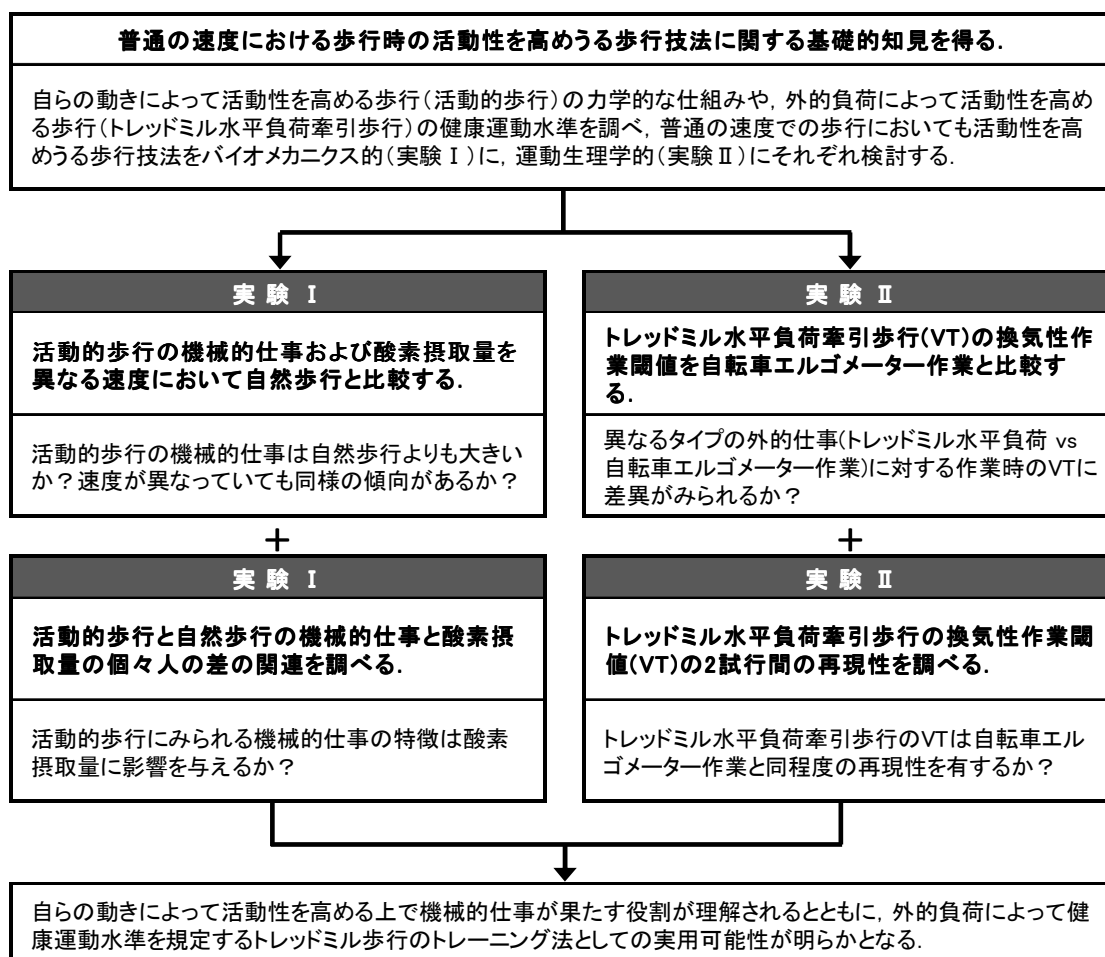 普通の速度における歩行時の活動性を高めうる歩行技法に関する基礎的知見を得る.
自らの動きによって活動性を高める歩行(活動的歩行)の力学的な仕組みや, 外的負荷によって活動性を高め
る歩行(トレッドミル水平負荷牽引歩行)の健康運動水準を調べ, 普通の速度での歩行においても活動性を高
めうる歩行技法をバイオメカニクス的(実験Ⅰ)に, 運動生理学的(実験Ⅱ)にそれぞれ検討する.
実 験 Ⅰ
活動的歩行の機械的仕事および酸素摂取量を
異なる速度において自然歩行と比較する.
活動的歩行の機械的仕事は自然歩行よりも大きい
か?速度が異なっていても同様の傾向があるか?
+
実 験 Ⅰ
活動的歩行と自然歩行の機械的仕事と酸素摂
取量の個々人の差の関連を調べる.
活動的歩行にみられる機械的仕事の特徴は酸素
摂取量に影響を与えるか?
実 験 Ⅱ
トレッドミル水平負荷牽引歩行(VT)の換気性作
業閾値を自転車エルゴメーター作業と比較す
る.
異なるタイプの外的仕事(トレッドミル水平負荷 vs
自転車エルゴメーター作業)に対する作業時のVTに
差異がみられるか?
+
実 験 Ⅱ
トレッドミル水平負荷牽引歩行の換気性作業閾
値(VT)の2試行間の再現性を調べる.
トレッドミル水平負荷牽引歩行のVTは自転車エル
ゴメーター作業と同程度の再現性を有するか?
自らの動きによって活動性を高める上で機械的仕事が果たす役割が理解されるとともに, 外的負荷によって健
康運動水準を規定するトレッドミル歩行のトレーニング法としての実用可能性が明らかとなる.